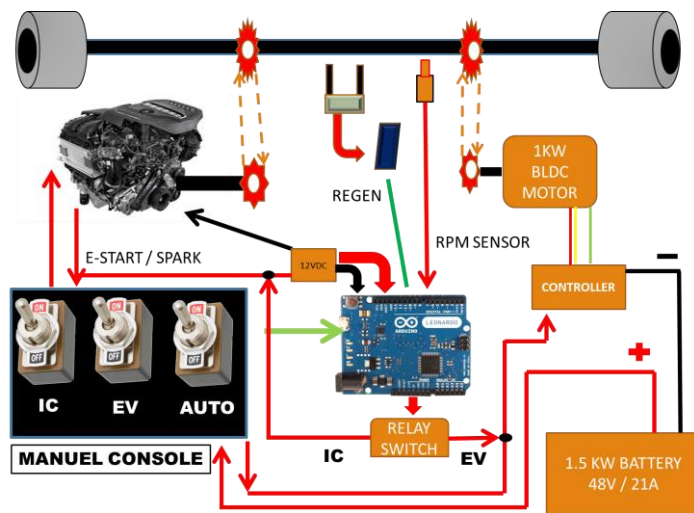 1KW
BLDC
MOTOR
REGEN
RPM SENSOR
E-START / SPARK
12VDC
CONTROLLER
ON
ON
ON
ARDUINO
LEONARDO
OFF
OFF
OFF
IC
EV
AUTO
RELAY
SWITCH
IC
EV
MANUEL CONSOLE
1.5 KW BATTERY
48V / 21A